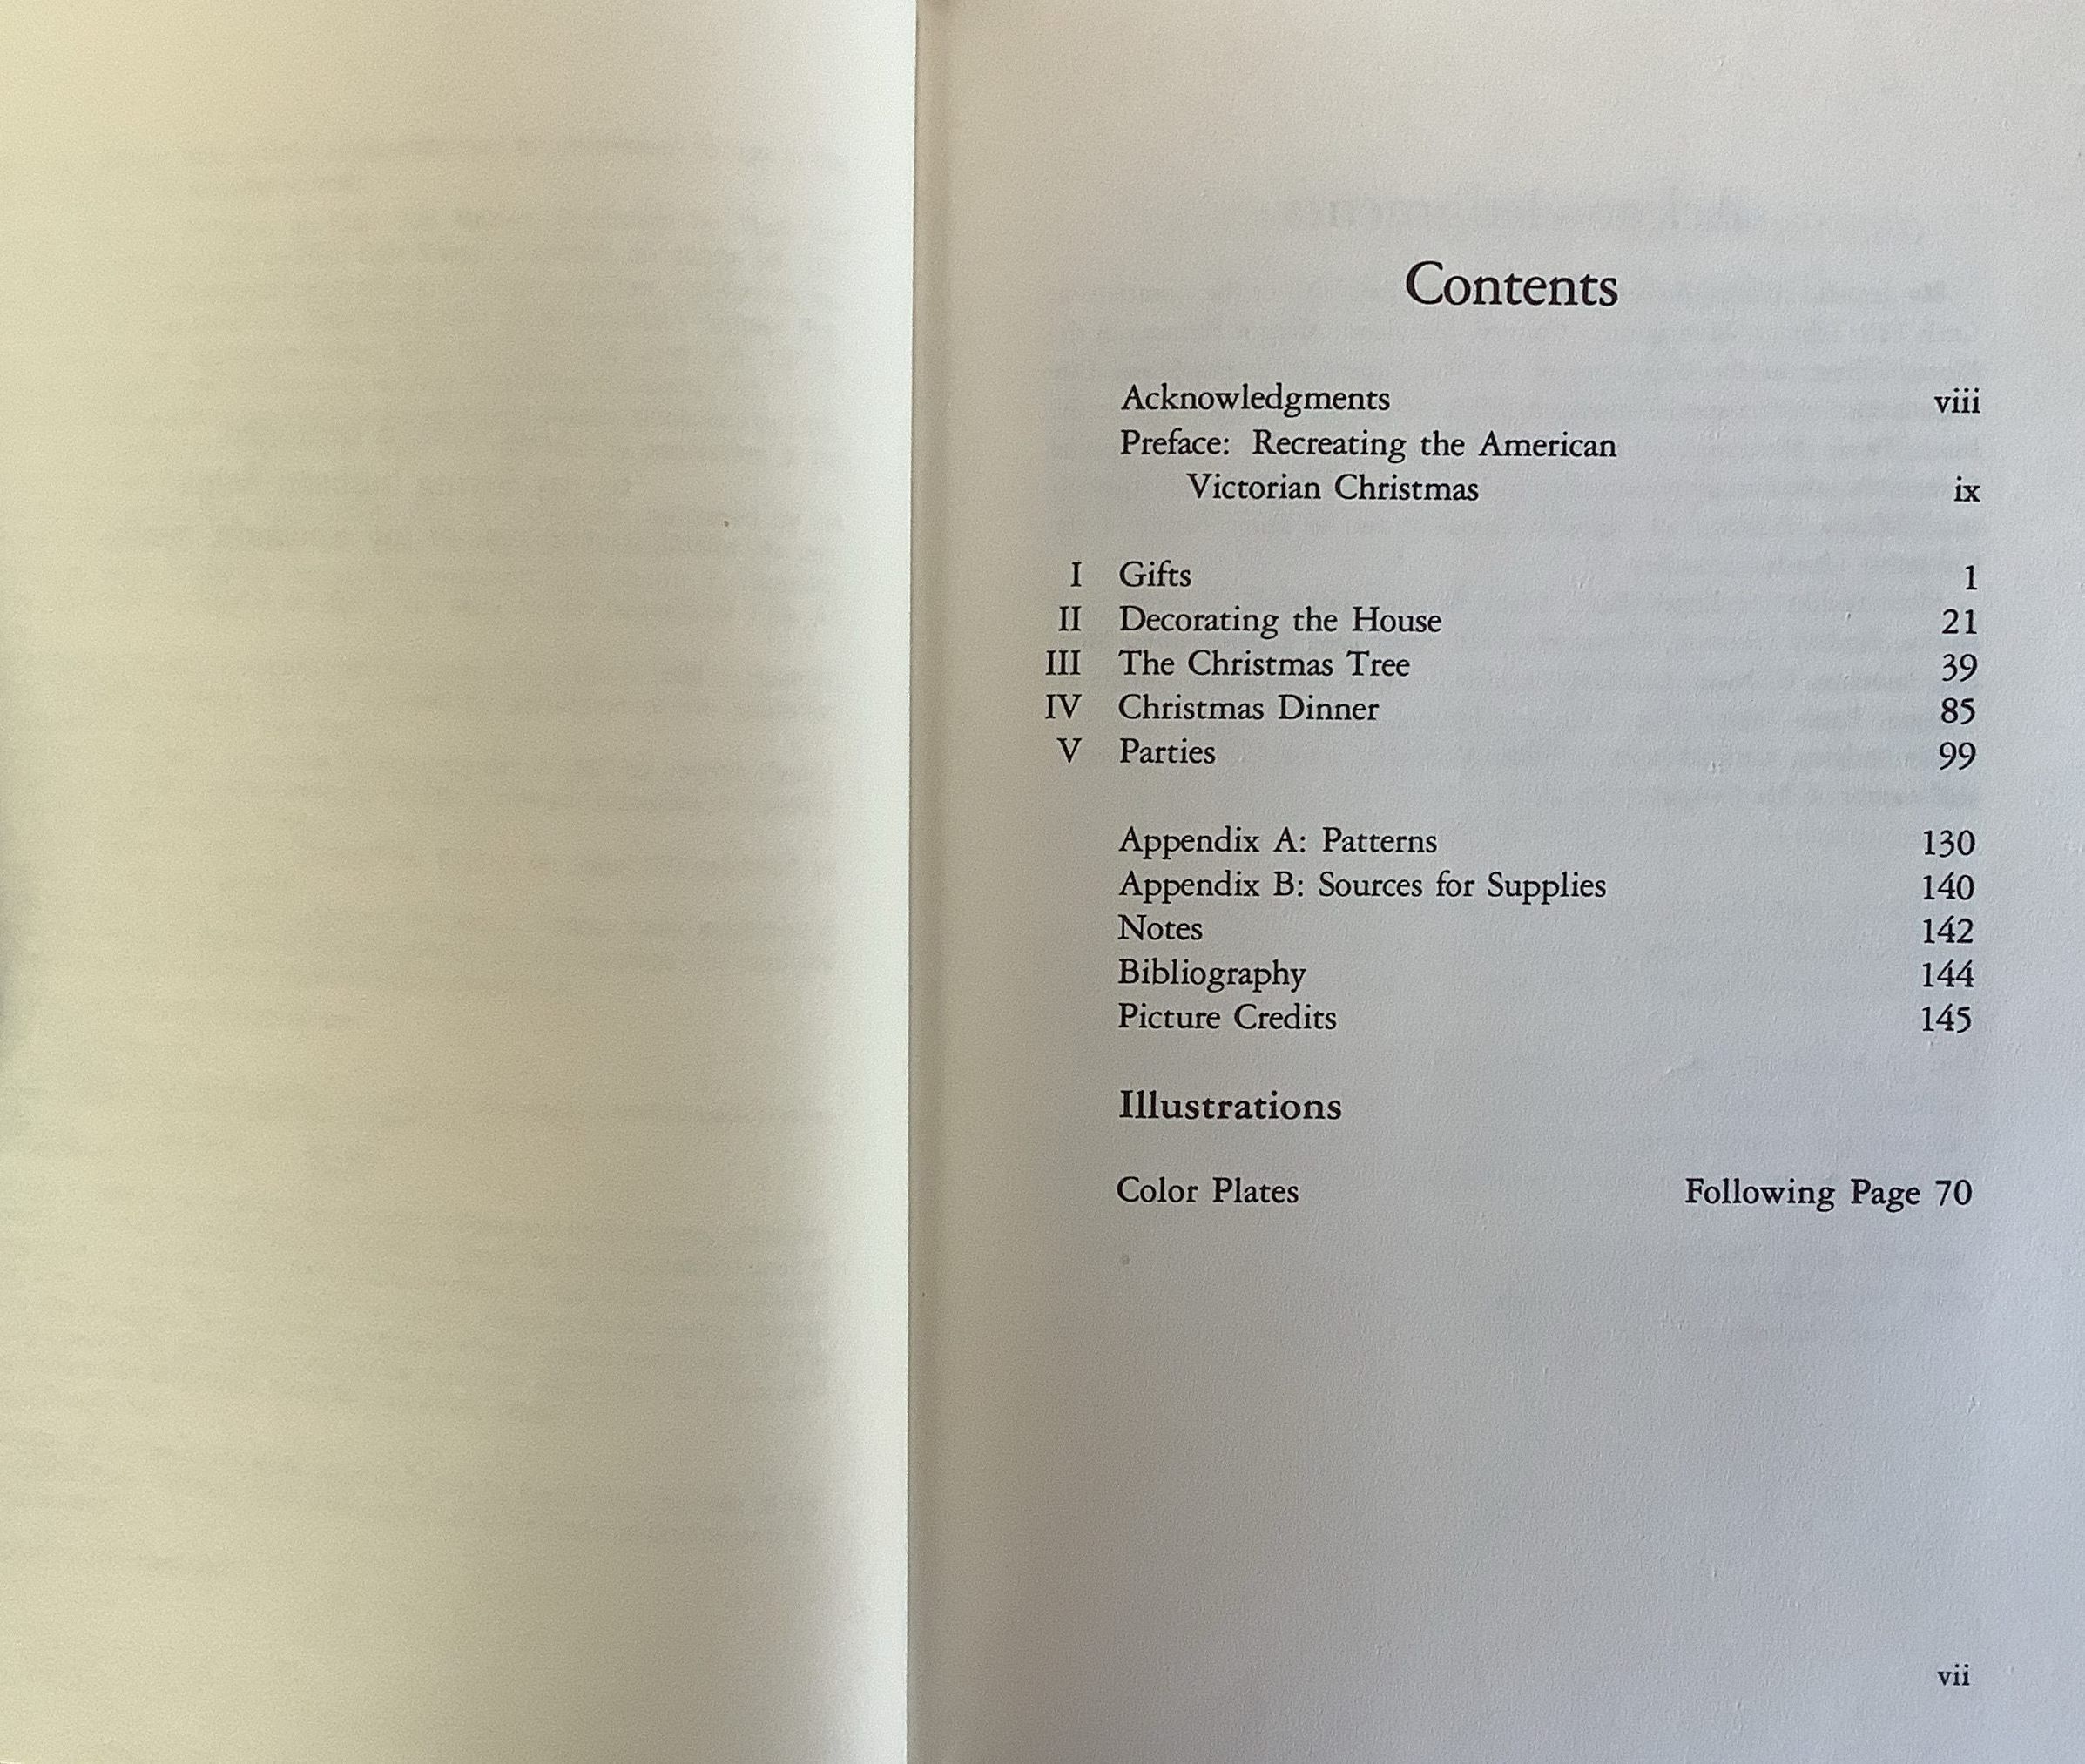 Contents
Acknowledgments viii
Preface: Recreating the American
Victorian Christmas ix
I Gifts 1
II Decorating the House 21
III The Christmas Tree 39
IV Christmas Dinner 85
V Parties 99
Appendix A: Patterns 130
Appendix B: Sources for Supplies 140
Notes 142
Bibliography 144
Picture Credits 145
Illustrations
Color Plates Following Page 70
vii